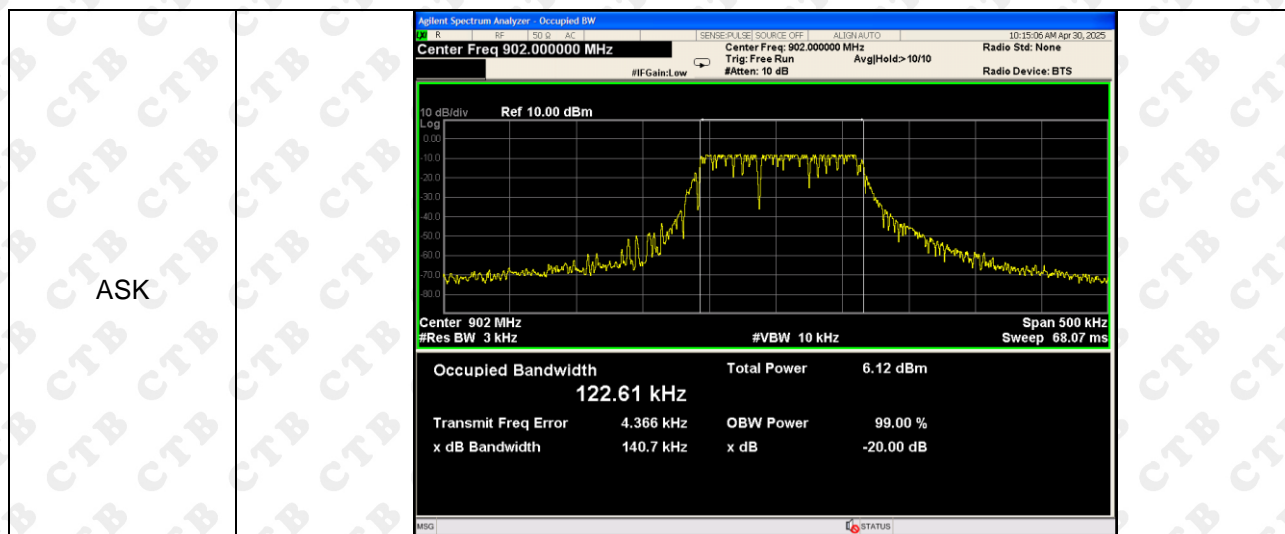 ASK
Agilent Spectrum Analyzer - Occupied BW
R RF 50 Ω AC SENSE:PULSE SOURCE OFF ALIGN AUTO 10:15:06 AM Apr 30, 2025
Center Freq 902.000000 MHz Center Freq: 902.000000 MHz Radio Std: None
Trig: Free Run Avg|Hold:> 10/10
#IFGain:Low #Atten: 10 dB Radio Device: BTS
10 dB/div Ref 10.00 dBm
Log
0.00
-10.0
-20.0
-30.0
-40.0
-50.0
-60.0
-70.0
-80.0
Center 902 MHz Span 500 kHz
#Res BW 3 kHz #VBW 10 kHz Sweep 68.07 ms
Occupied Bandwidth Total Power 6.12 dBm
122.61 kHz
Transmit Freq Error 4.366 kHz OBW Power 99.00 %
x dB Bandwidth 140.7 kHz x dB -20.00 dB
MSG STATUS
CTB